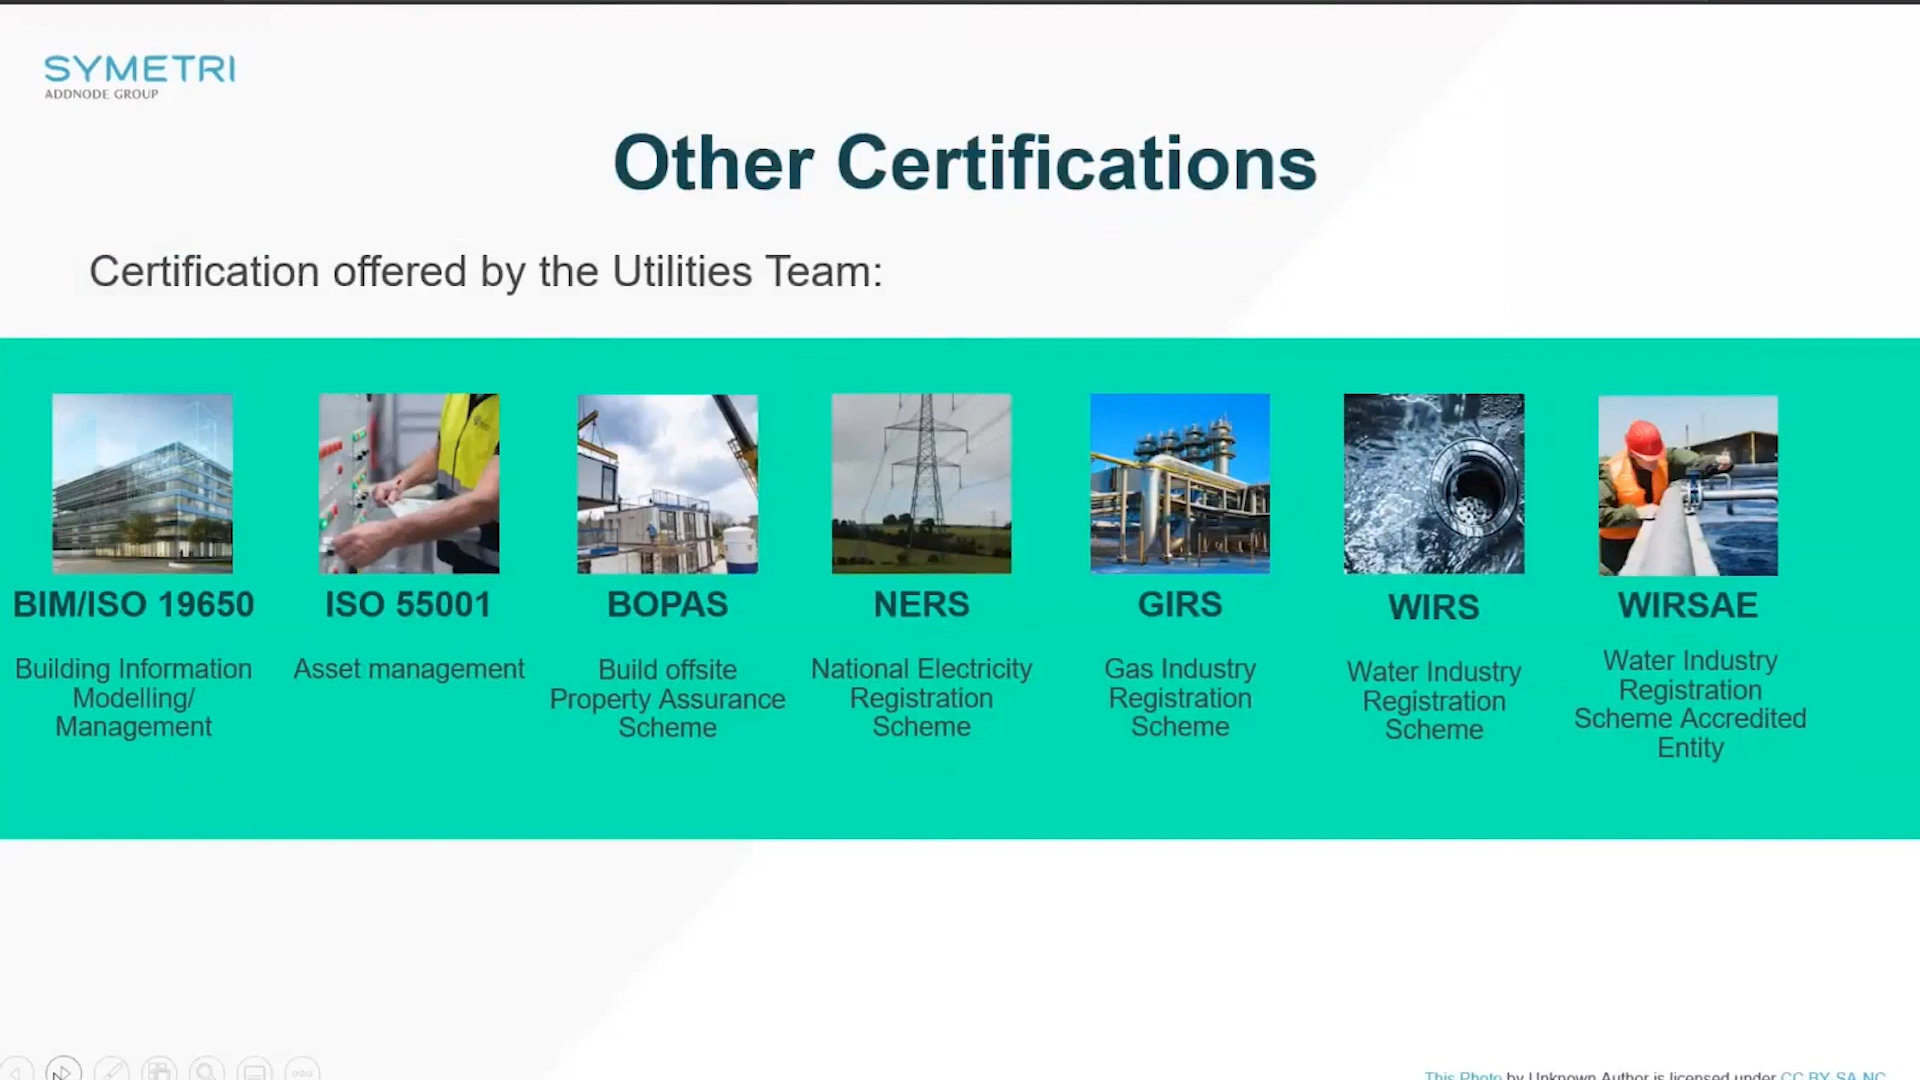 SYMETRI
ADDNODE GROUP
Other Certifications
Certification offered by the Utilities Team:
BIM/ISO 19650
Building Information
Modelling/
Management
ISO 55001
Asset management
BOPAS
Build offsite
Property Assurance
Scheme
NERS
National Electricity
Registration
Scheme
GIRS
Gas Industry
Registration
Scheme
WIRS
Water Industry
Registration
Scheme
WIRSAE
Water Industry
Registration
Scheme Accredited
Entity
This Photo by Unknown Author is licensed under CC BY-SA-NC